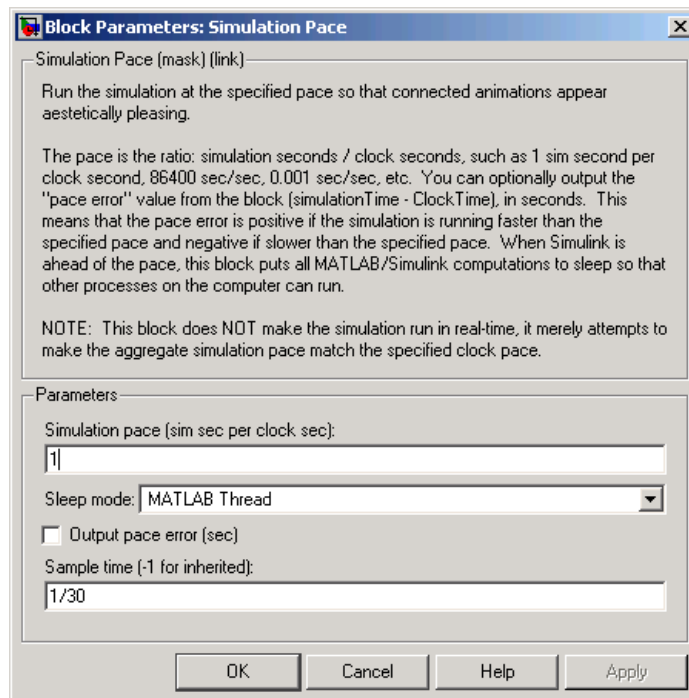 Block Parameters: Simulation Pace
Simulation Pace (mask) (link)
Run the simulation at the specified pace so that connected animations appear
aestetically pleasing.
The pace is the ratio: simulation seconds / clock seconds, such as 1 sim second per
clock second, 86400 sec/sec, 0.001 sec/sec, etc. You can optionally output the
"pace error" value from the block (simulationTime - ClockTime), in seconds. This
means that the pace error is positive if the simulation is running faster than the
specified pace and negative if slower than the specified pace. When Simulink is
ahead of the pace, this block puts all MATLAB/Simulink computations to sleep so that
other processes on the computer can run.
NOTE: This block does NOT make the simulation run in real-time, it merely attempts to
make the aggregate simulation pace match the specified clock pace.
Parameters
Simulation pace (sim sec per clock sec):
1
Sleep mode: MATLAB Thread
Output pace error (sec)
Sample time (-1 for inherited):
1/30
OK Cancel Help Apply